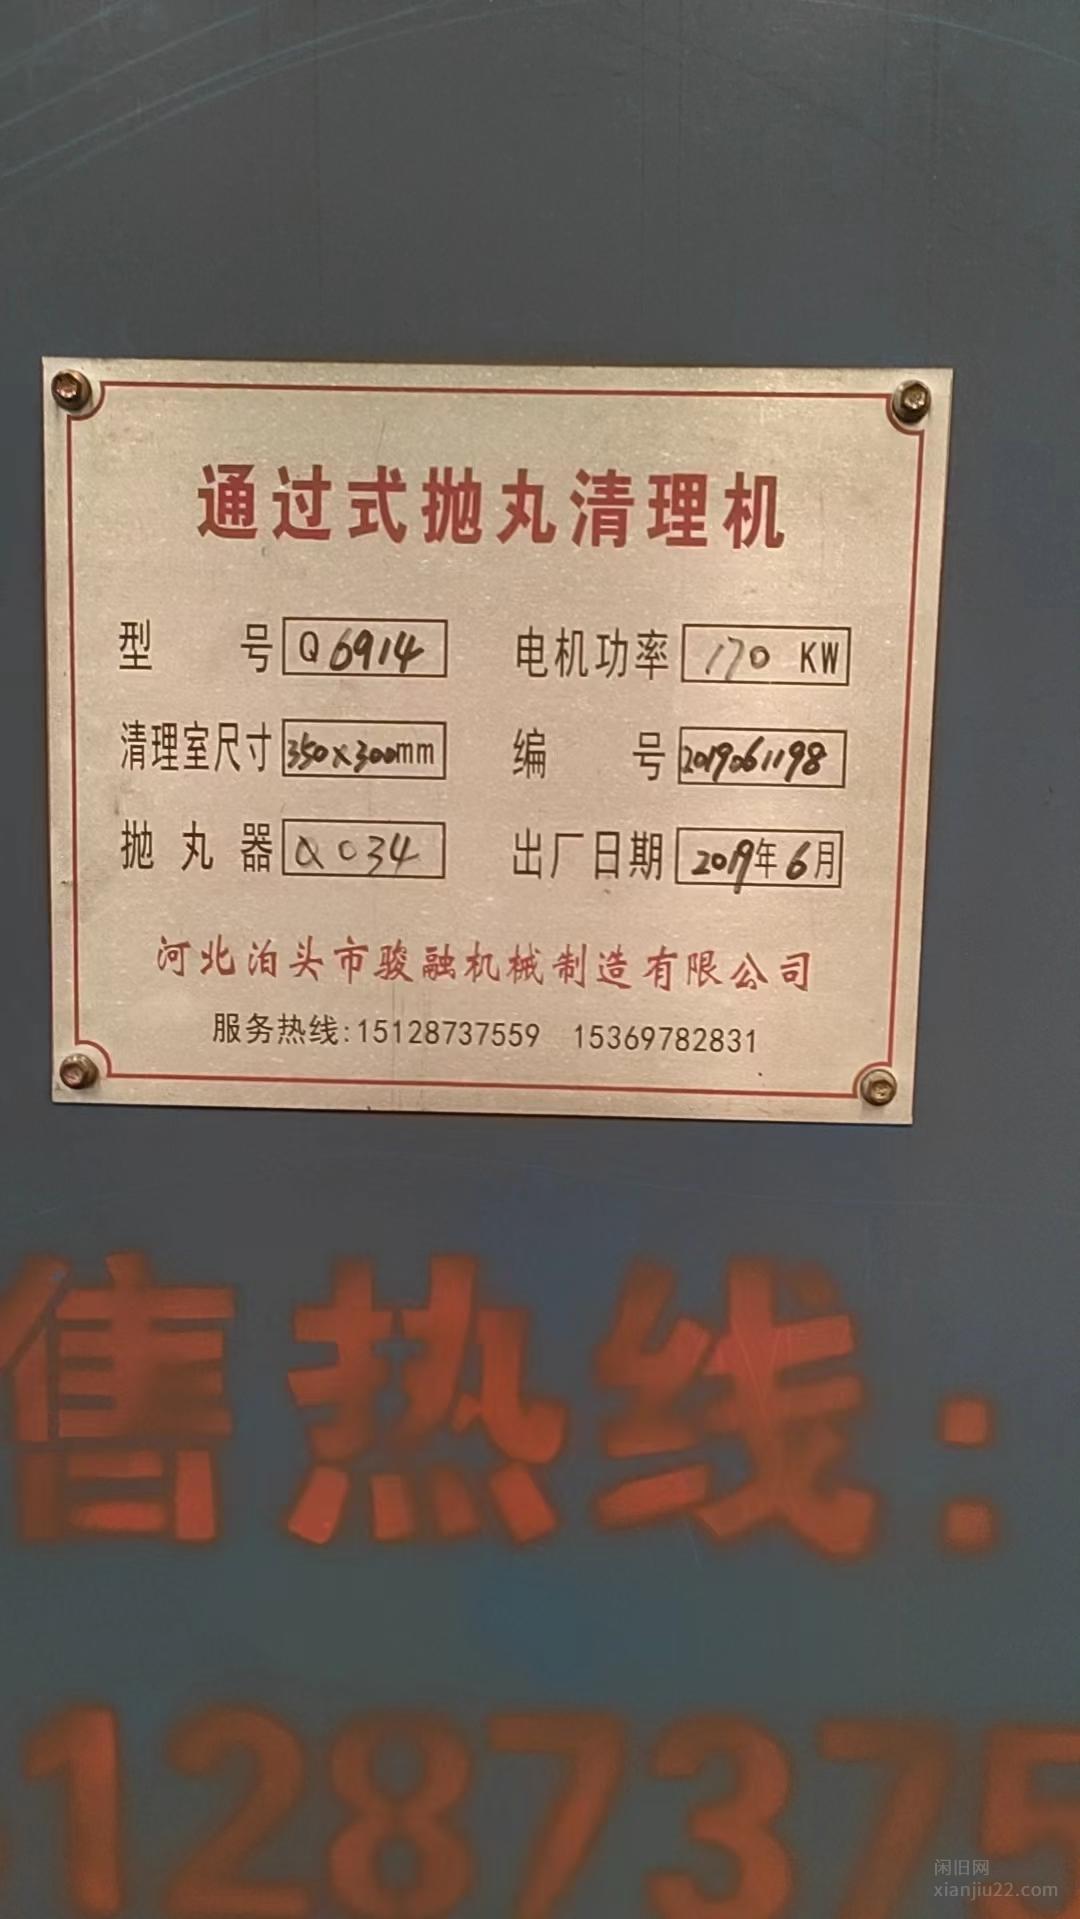 通过式抛丸清理机
型 号 Q6914 电机功率 170 KW
清理室尺寸 350x300mm 编 号 2019061198
抛丸器 Q034 出厂日期 2019年6月
河北泊头市骏融机械制造有限公司
服务热线:15128737559 15369782831
售热线:
1287375
闲旧网
xianjiu22.com